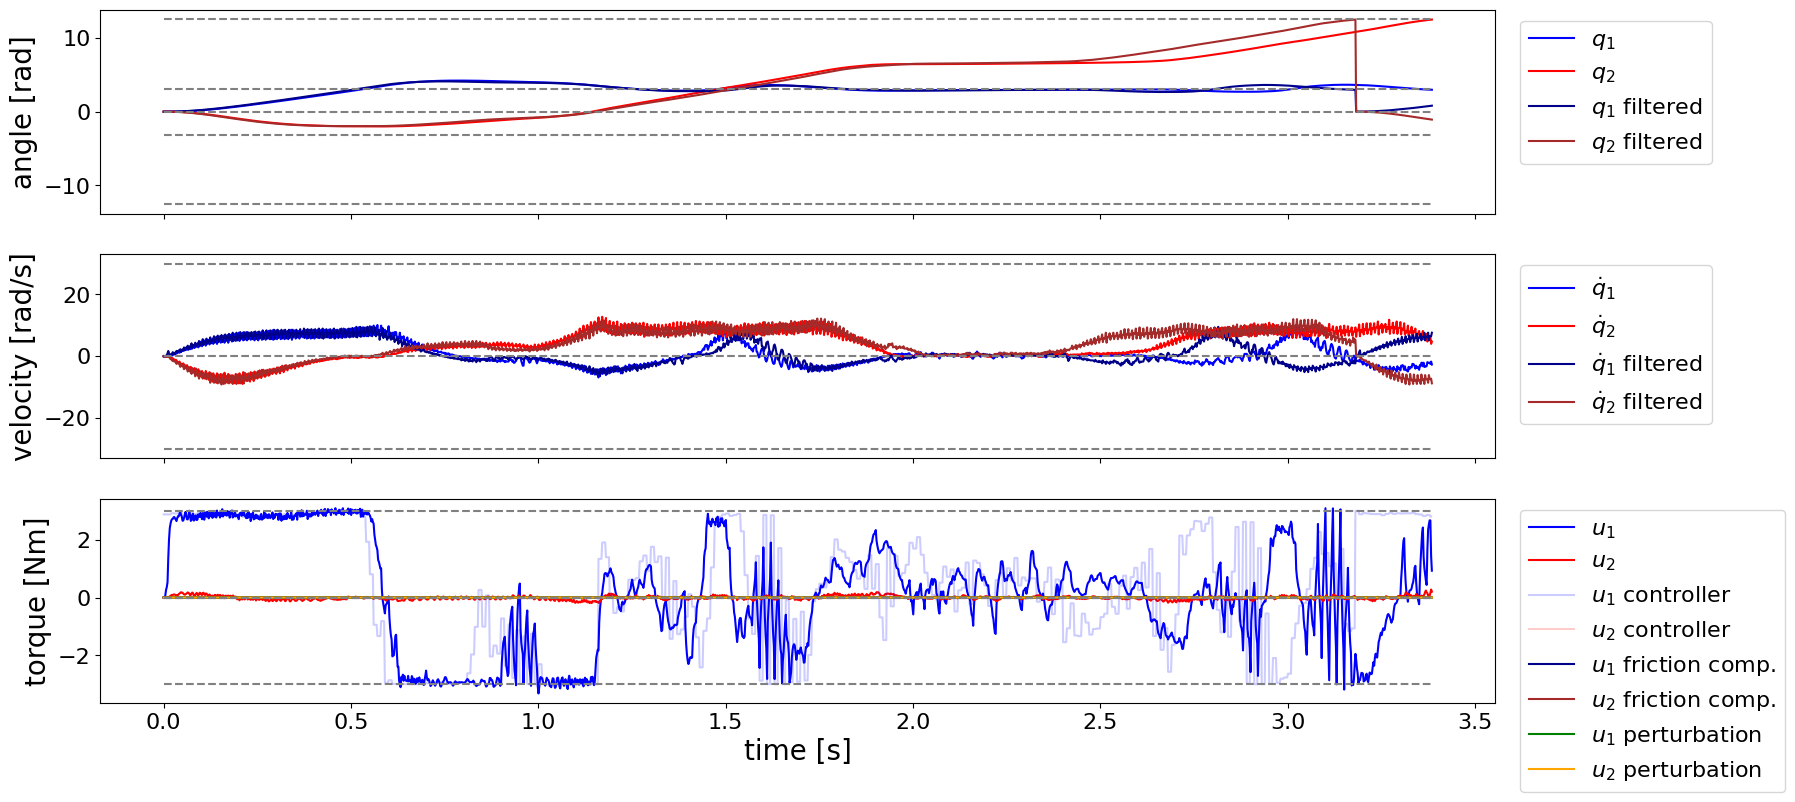 angle [rad]
10
0
−10
q₁
q₂
q₁ filtered
q₂ filtered
velocity [rad/s]
20
0
−20
q̇₁
q̇₂
q̇₁ filtered
q̇₂ filtered
torque [Nm]
2
0
−2
0.0 0.5 1.0 1.5 2.0 2.5 3.0 3.5
time [s]
u₁
u₂
u₁ controller
u₂ controller
u₁ friction comp.
u₂ friction comp.
u₁ perturbation
u₂ perturbation